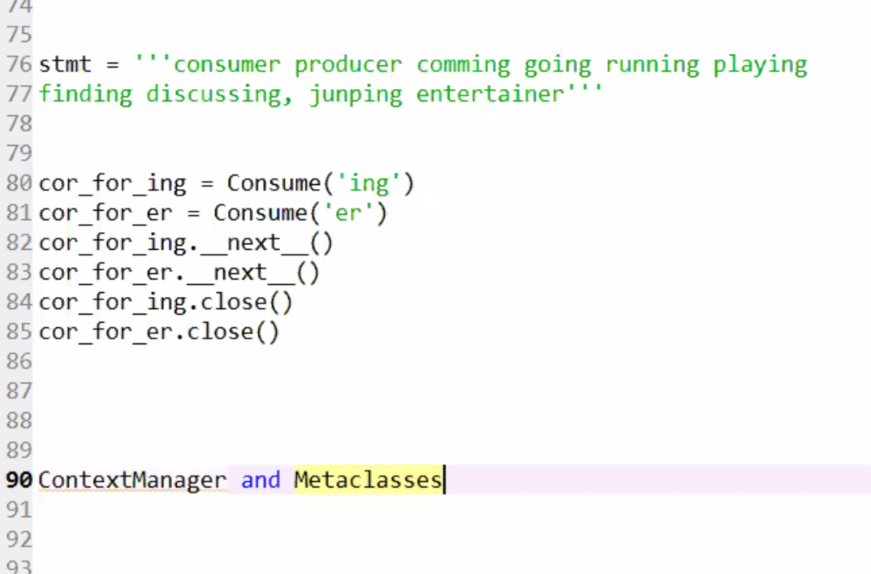 74
75
76 stmt = '''consumer producer comming going running playing
77 finding discussing, junping entertainer'''
78
79
80 cor_for_ing = Consume('ing')
81 cor_for_er = Consume('er')
82 cor_for_ing.__next__()
83 cor_for_er.__next__()
84 cor_for_ing.close()
85 cor_for_er.close()
86
87
88
89
90 ContextManager and Metaclasses
91
92
93